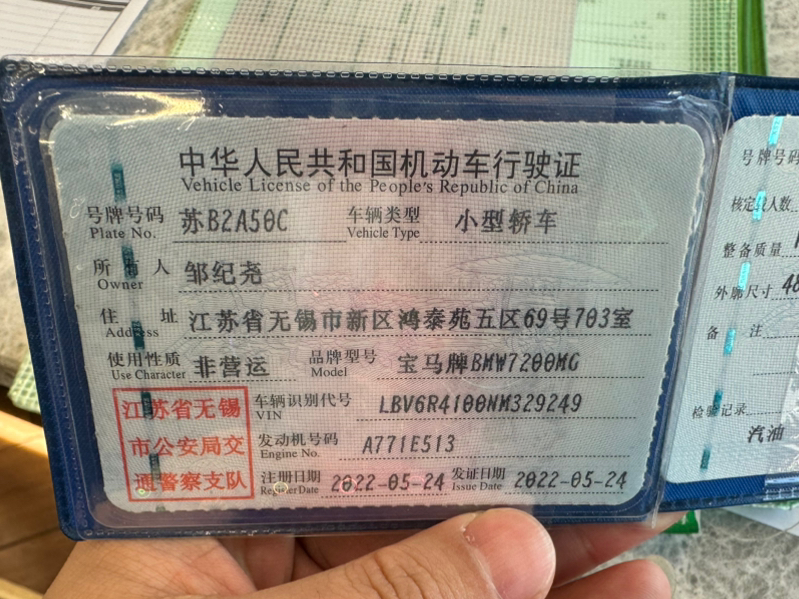 中华人民共和国机动车行驶证
Vehicle License of the People's Republic of China
号牌号码 Plate No. 苏B2A50C 车辆类型 Vehicle Type 小型轿车
所有人 Owner 邹纪尧
住址 Address 江苏省无锡市新区鸿泰苑五区69号703室
使用性质 Use Character 非营运 品牌型号 Model 宝马牌BMW7200MG
车辆识别代号 VIN LBV6R4100NM329249
发动机号码 Engine No. A771E513
注册日期 Register Date 2022-05-24 发证日期 Issue Date 2022-05-24
江苏省无锡
市公安局交
通警察支队
号牌号码
核定载人数
整备质量
外廓尺寸 48
备注
检验记录
汽油